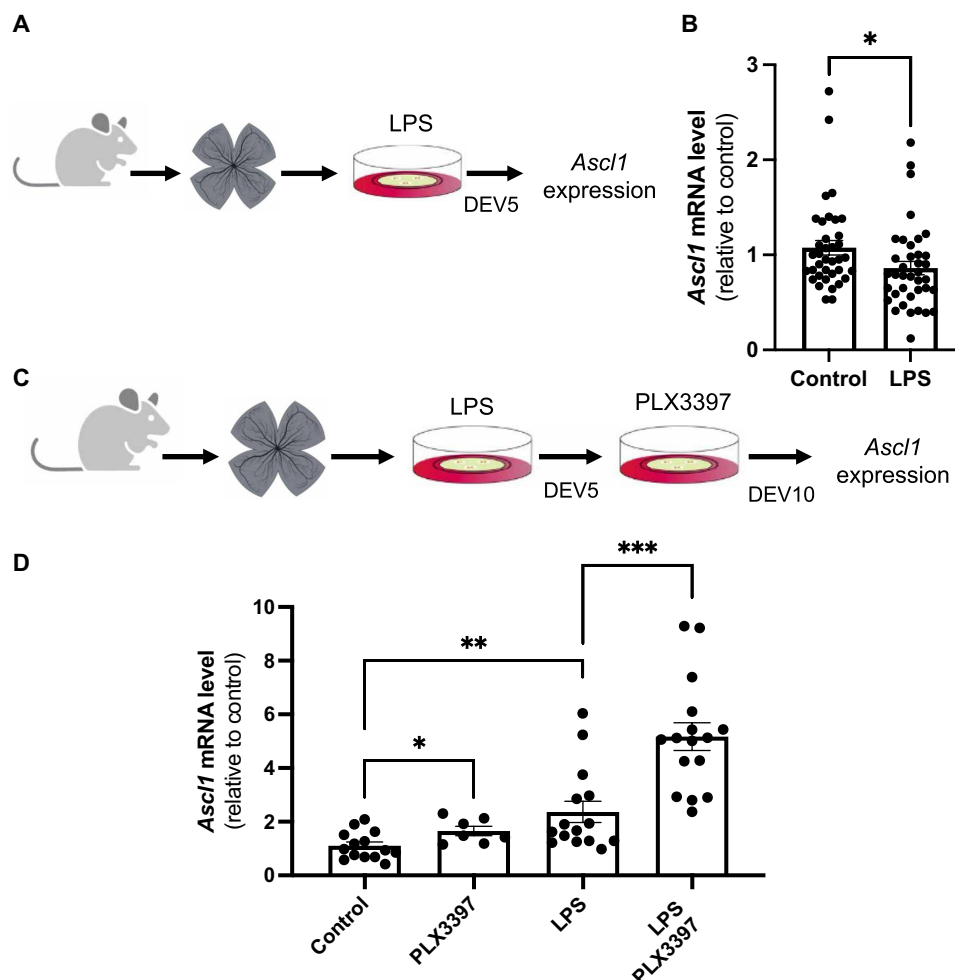 A
LPS
DEV5
Ascl1
expression
B
*
3
2
1
0
Ascl1 mRNA level
(relative to control)
Control
LPS
C
LPS
DEV5
PLX3397
DEV10
Ascl1
expression
D
***
**
*
10
8
6
4
2
0
Ascl1 mRNA level
(relative to control)
Control
PLX3397
LPS
LPS
PLX3397